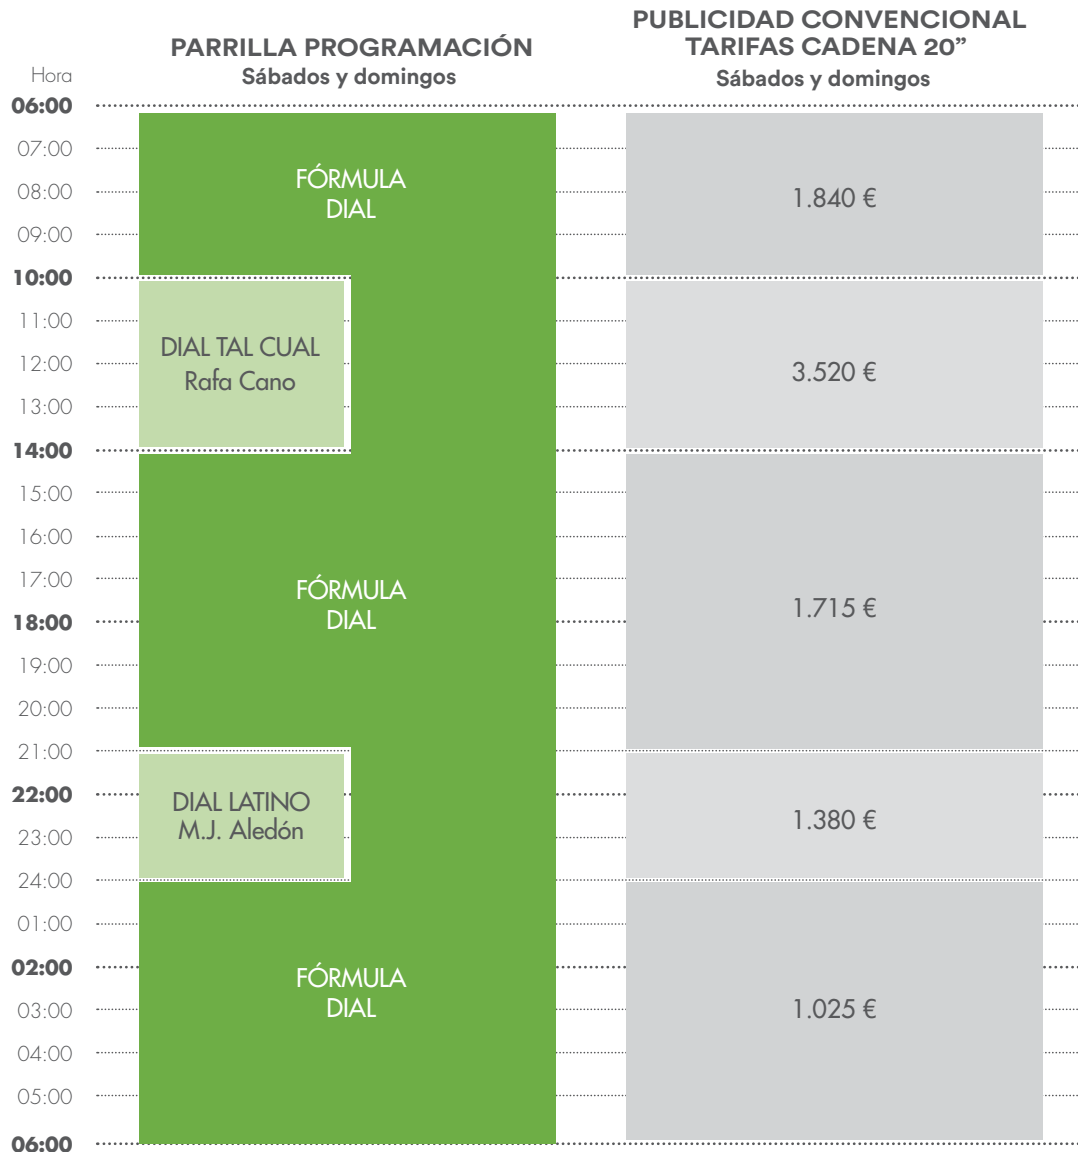 PARRILLA PROGRAMACIÓN
Sábados y domingos
PUBLICIDAD CONVENCIONAL
TARIFAS CADENA 20”
Sábados y domingos
Hora
06:00
07:00
08:00
09:00
10:00
11:00
12:00
13:00
14:00
15:00
16:00
17:00
18:00
19:00
20:00
21:00
22:00
23:00
24:00
01:00
02:00
03:00
04:00
05:00
06:00
FÓRMULA
DIAL
DIAL TAL CUAL
Rafa Cano
FÓRMULA
DIAL
DIAL LATINO
M.J. Aledón
FÓRMULA
DIAL
1.840 €
3.520 €
1.715 €
1.380 €
1.025 €